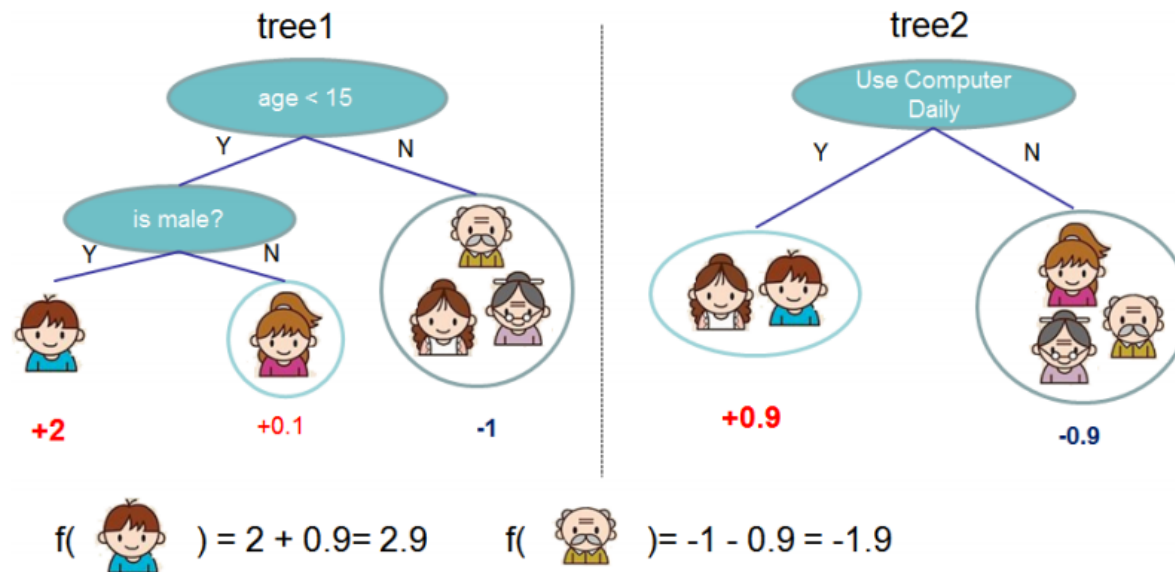 tree1
age < 15
Y
N
is male?
Y
N
+2
+0.1
-1
tree2
Use Computer
Daily
Y
N
+0.9
-0.9
f( ) = 2 + 0.9= 2.9
f( )= -1 - 0.9 = -1.9